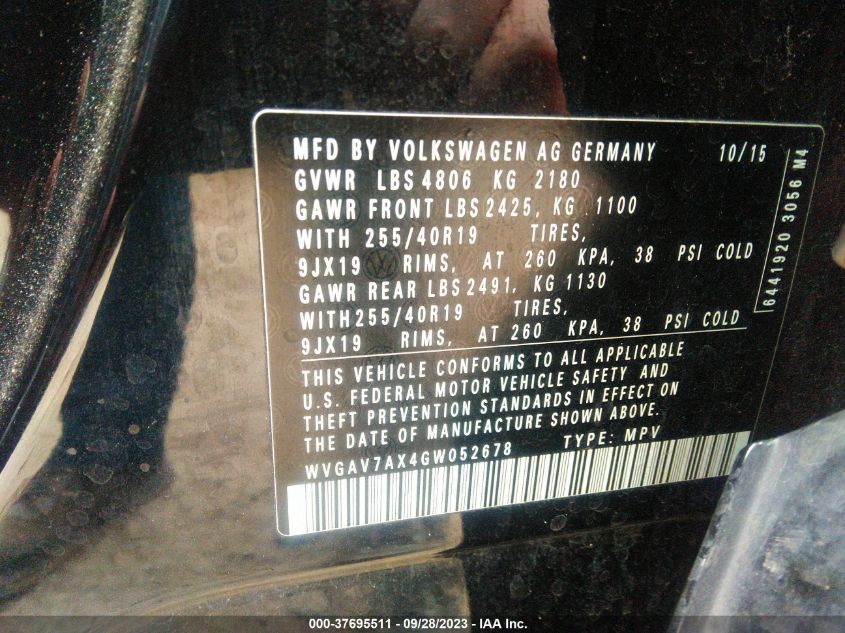 MFD BY VOLKSWAGEN AG GERMANY 10/15
GVWR LBS 4806 KG 2180
GAWR FRONT LBS 2425, KG 1100
WITH 255/40R19 TIRES,
9JX19 RIMS, AT 260 KPA, 38 PSI COLD
GAWR REAR LBS 2491, KG 1130
WITH 255/40R19 TIRES,
9JX19 RIMS, AT 260 KPA, 38 PSI COLD
THIS VEHICLE CONFORMS TO ALL APPLICABLE
U.S. FEDERAL MOTOR VEHICLE SAFETY AND
THEFT PREVENTION STANDARDS IN EFFECT ON
THE DATE OF MANUFACTURE SHOWN ABOVE.
WVGAV7AX4GW052678 TYPE: MPV
6441920 3056 M4
000-37695511 - 09/28/2023 - IAA Inc.